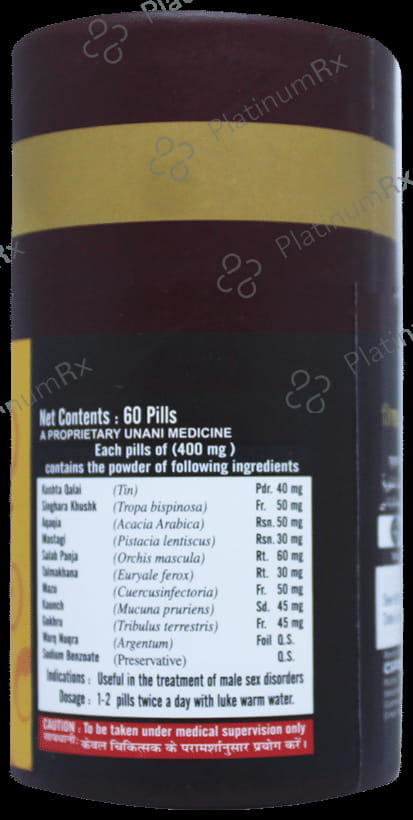 PlatinumRx
PlatinumRx
PlatinumRx
Net Contents : 60 Pills
A PROPRIETARY UNANI MEDICINE
Each pills of (400 mg )
contains the powder of following ingredients
Kushta Qalai (Tin) Pdr. 40 mg
Singhara Khushk (Tropa bispinosa) Fr. 50 mg
Aqaqia (Acacia Arabica) Rsn. 50 mg
Mastagi (Pistacia lentiscus) Rsn. 30 mg
Salab Panja (Orchis mascula) Rt. 60 mg
Talmakhana (Euryale ferox) Rt. 30 mg
Mazu (Cuercusinfectoria) Fr. 50 mg
Kaunch (Mucuna pruriens) Sd. 45 mg
Gokhru (Tribulus terrestris) Fr. 45 mg
Warq Nuqra (Argentum) Foil Q.S.
Sodium Benzoate (Preservative) Q.S.
Indications : Useful in the treatment of male sex disorders
Dosage : 1-2 pills twice a day with luke warm water.
CAUTION : To be taken under medical supervision only
सावधानी: केवल चिकित्सक के परामर्शानुसार प्रयोग करें।